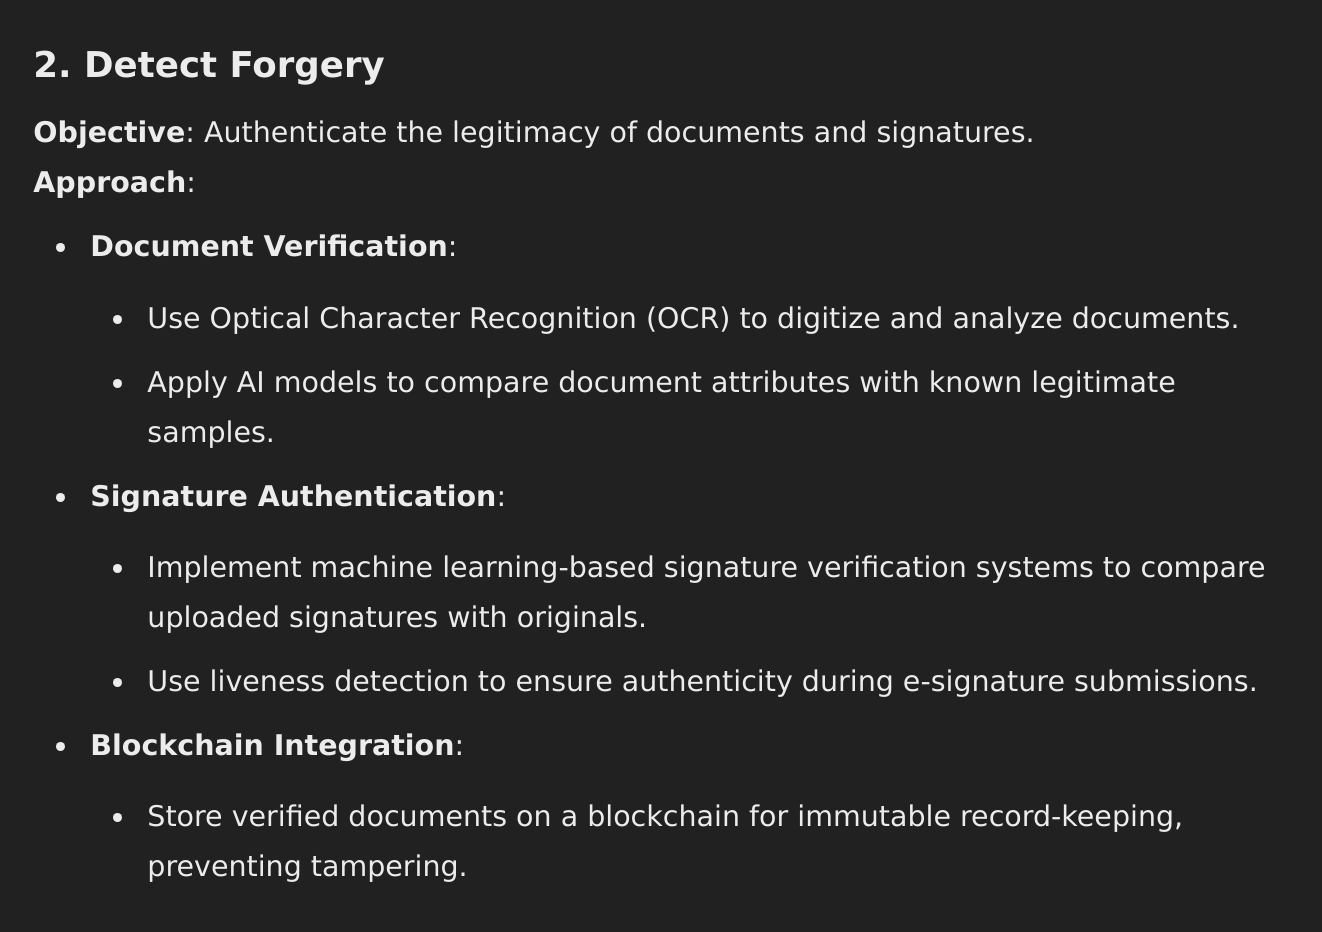 2. Detect Forgery
Objective: Authenticate the legitimacy of documents and signatures.
Approach:
• Document Verification:
• Use Optical Character Recognition (OCR) to digitize and analyze documents.
• Apply AI models to compare document attributes with known legitimate
samples.
• Signature Authentication:
• Implement machine learning-based signature verification systems to compare
uploaded signatures with originals.
• Use liveness detection to ensure authenticity during e-signature submissions.
• Blockchain Integration:
• Store verified documents on a blockchain for immutable record-keeping,
preventing tampering.